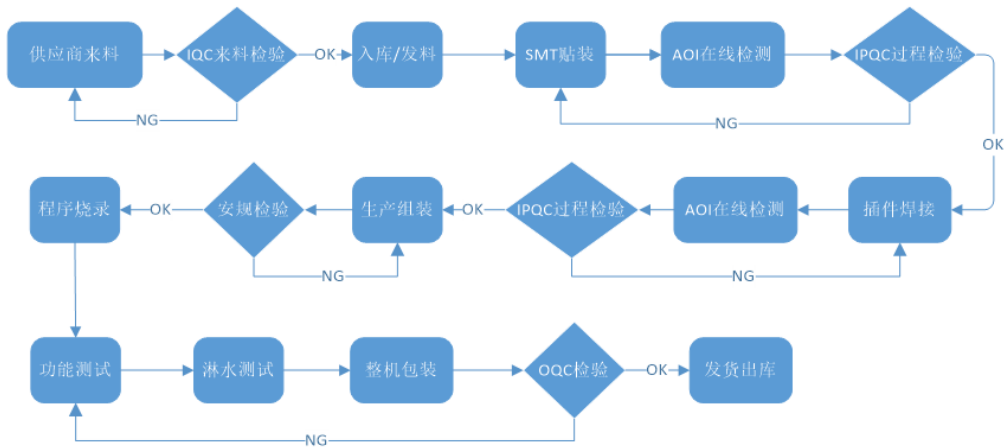 供应商来料
IQC来料检验
OK
入库/发料
SMT贴装
AOI在线检测
IPQC过程检验
NG
NG
OK
程序烧录
OK
安规检验
生产组装
OK
IPQC过程检验
AOI在线检测
插件焊接
NG
NG
功能测试
淋水测试
整机包装
OQC检验
OK
发货出库
NG